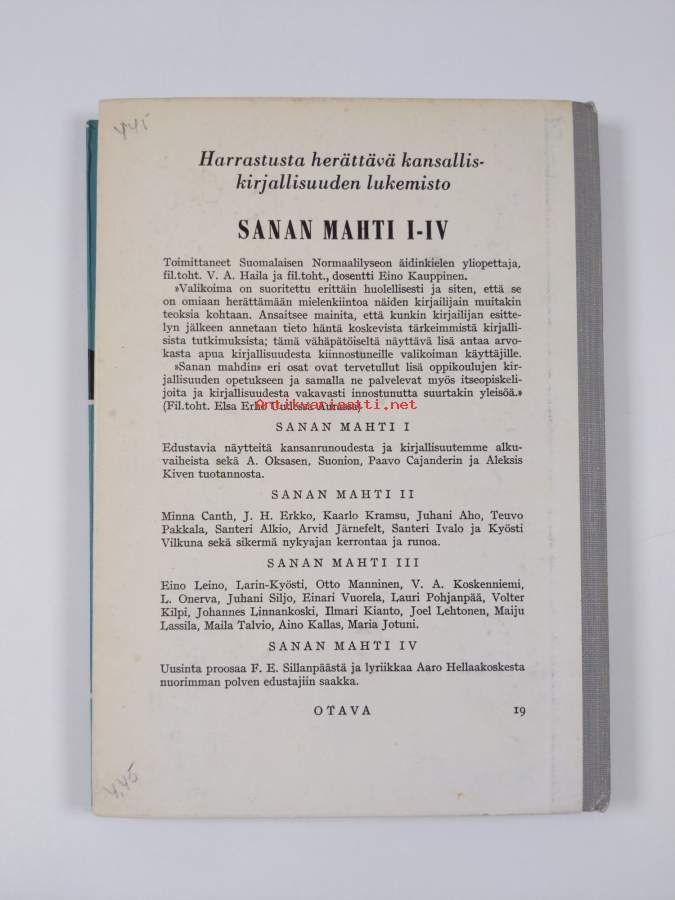 445
Harrastusta herättävä kansallis-
kirjallisuuden lukemisto
SANAN MAHTI I-IV
Toimittaneet Suomalaisen Normaalilyseon äidinkielen yliopettaja,
fil.toht. V. A. Haila ja fil.toht., dosentti Eino Kauppinen.
»Valikoima on suoritettu erittäin huolellisesti ja siten, että se
on omiaan herättämään mielenkiintoa näiden kirjailijain muitakin
teoksia kohtaan. Ansaitsee mainita, että kunkin kirjailijan esitte-
lyn jälkeen annetaan tieto häntä koskevista tärkeimmistä kirjalli-
sista tutkimuksista; tämä vähäpätöiseltä näyttävä lisä antaa arvo-
kasta apua kirjallisuudesta kiinnostuneille valikoiman käyttäjille.
»Sanan mahdin» eri osat ovat tervetullut lisä oppikoulujen kir-
jallisuuden opetukseen ja samalla ne palvelevat myös itseopiskeli-
joita ja kirjallisuudesta vakavasti innostunutta suurtakin yleisöä.»
(Fil.toht. Elsa Erho Uudessa Aurassa)
Antikvariaatti.net
SANAN MAHTI I
Edustavia näytteitä kansanrunoudesta ja kirjallisuutemme alku-
vaiheista sekä A. Oksasen, Suonion, Paavo Cajanderin ja Aleksis
Kiven tuotannosta.
SANAN MAHTI II
Minna Canth, J. H. Erkko, Kaarlo Kramsu, Juhani Aho, Teuvo
Pakkala, Santeri Alkio, Arvid Järnefelt, Santeri Ivalo ja Kyösti
Vilkuna sekä sikermä nykyajan kerrontaa ja runoa.
SANAN MAHTI III
Eino Leino, Larin-Kyösti, Otto Manninen, V. A. Koskenniemi,
L. Onerva, Juhani Siljo, Einari Vuorela, Lauri Pohjanpää, Volter
Kilpi, Johannes Linnankoski, Ilmari Kianto, Joel Lehtonen, Maiju
Lassila, Maila Talvio, Aino Kallas, Maria Jotuni.
SANAN MAHTI IV
Uusinta proosaa F. E. Sillanpäästä ja lyriikkaa Aaro Hellaakoskesta
nuorimman polven edustajiin saakka.
OTAVA 19
4,45